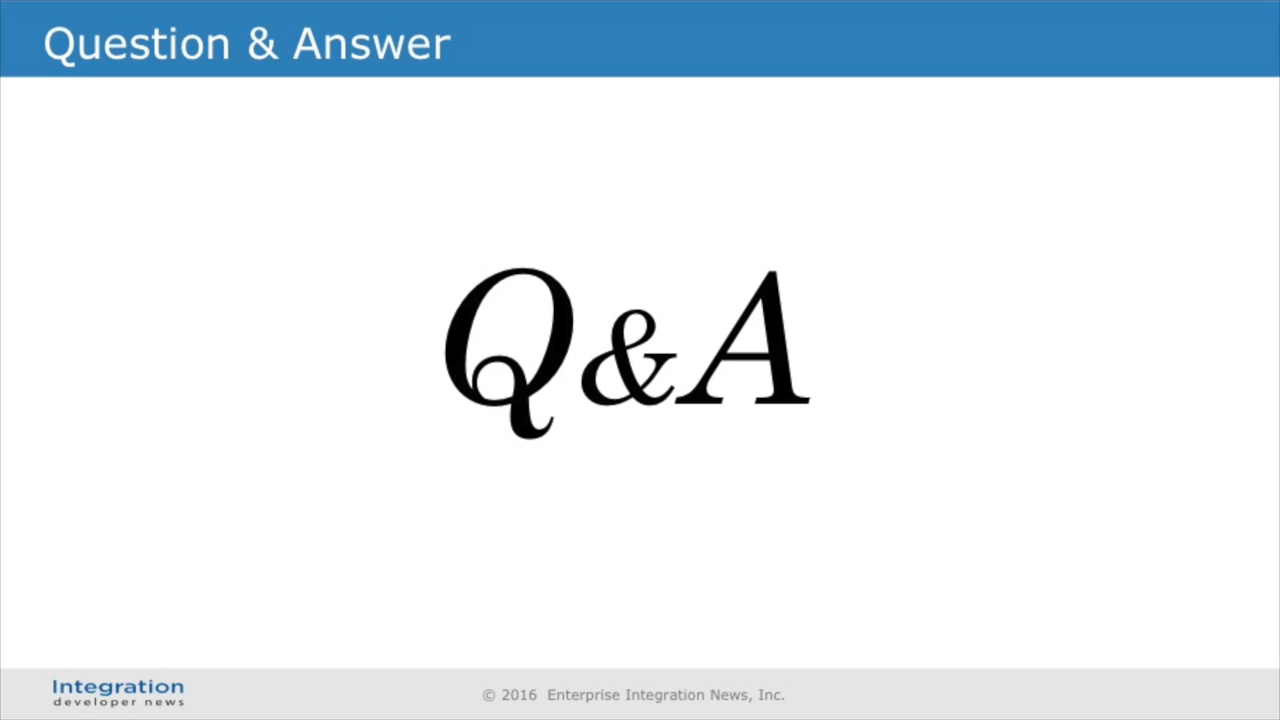 Question & Answer
Q&A
Integration
developer news
© 2016 Enterprise Integration News, Inc.